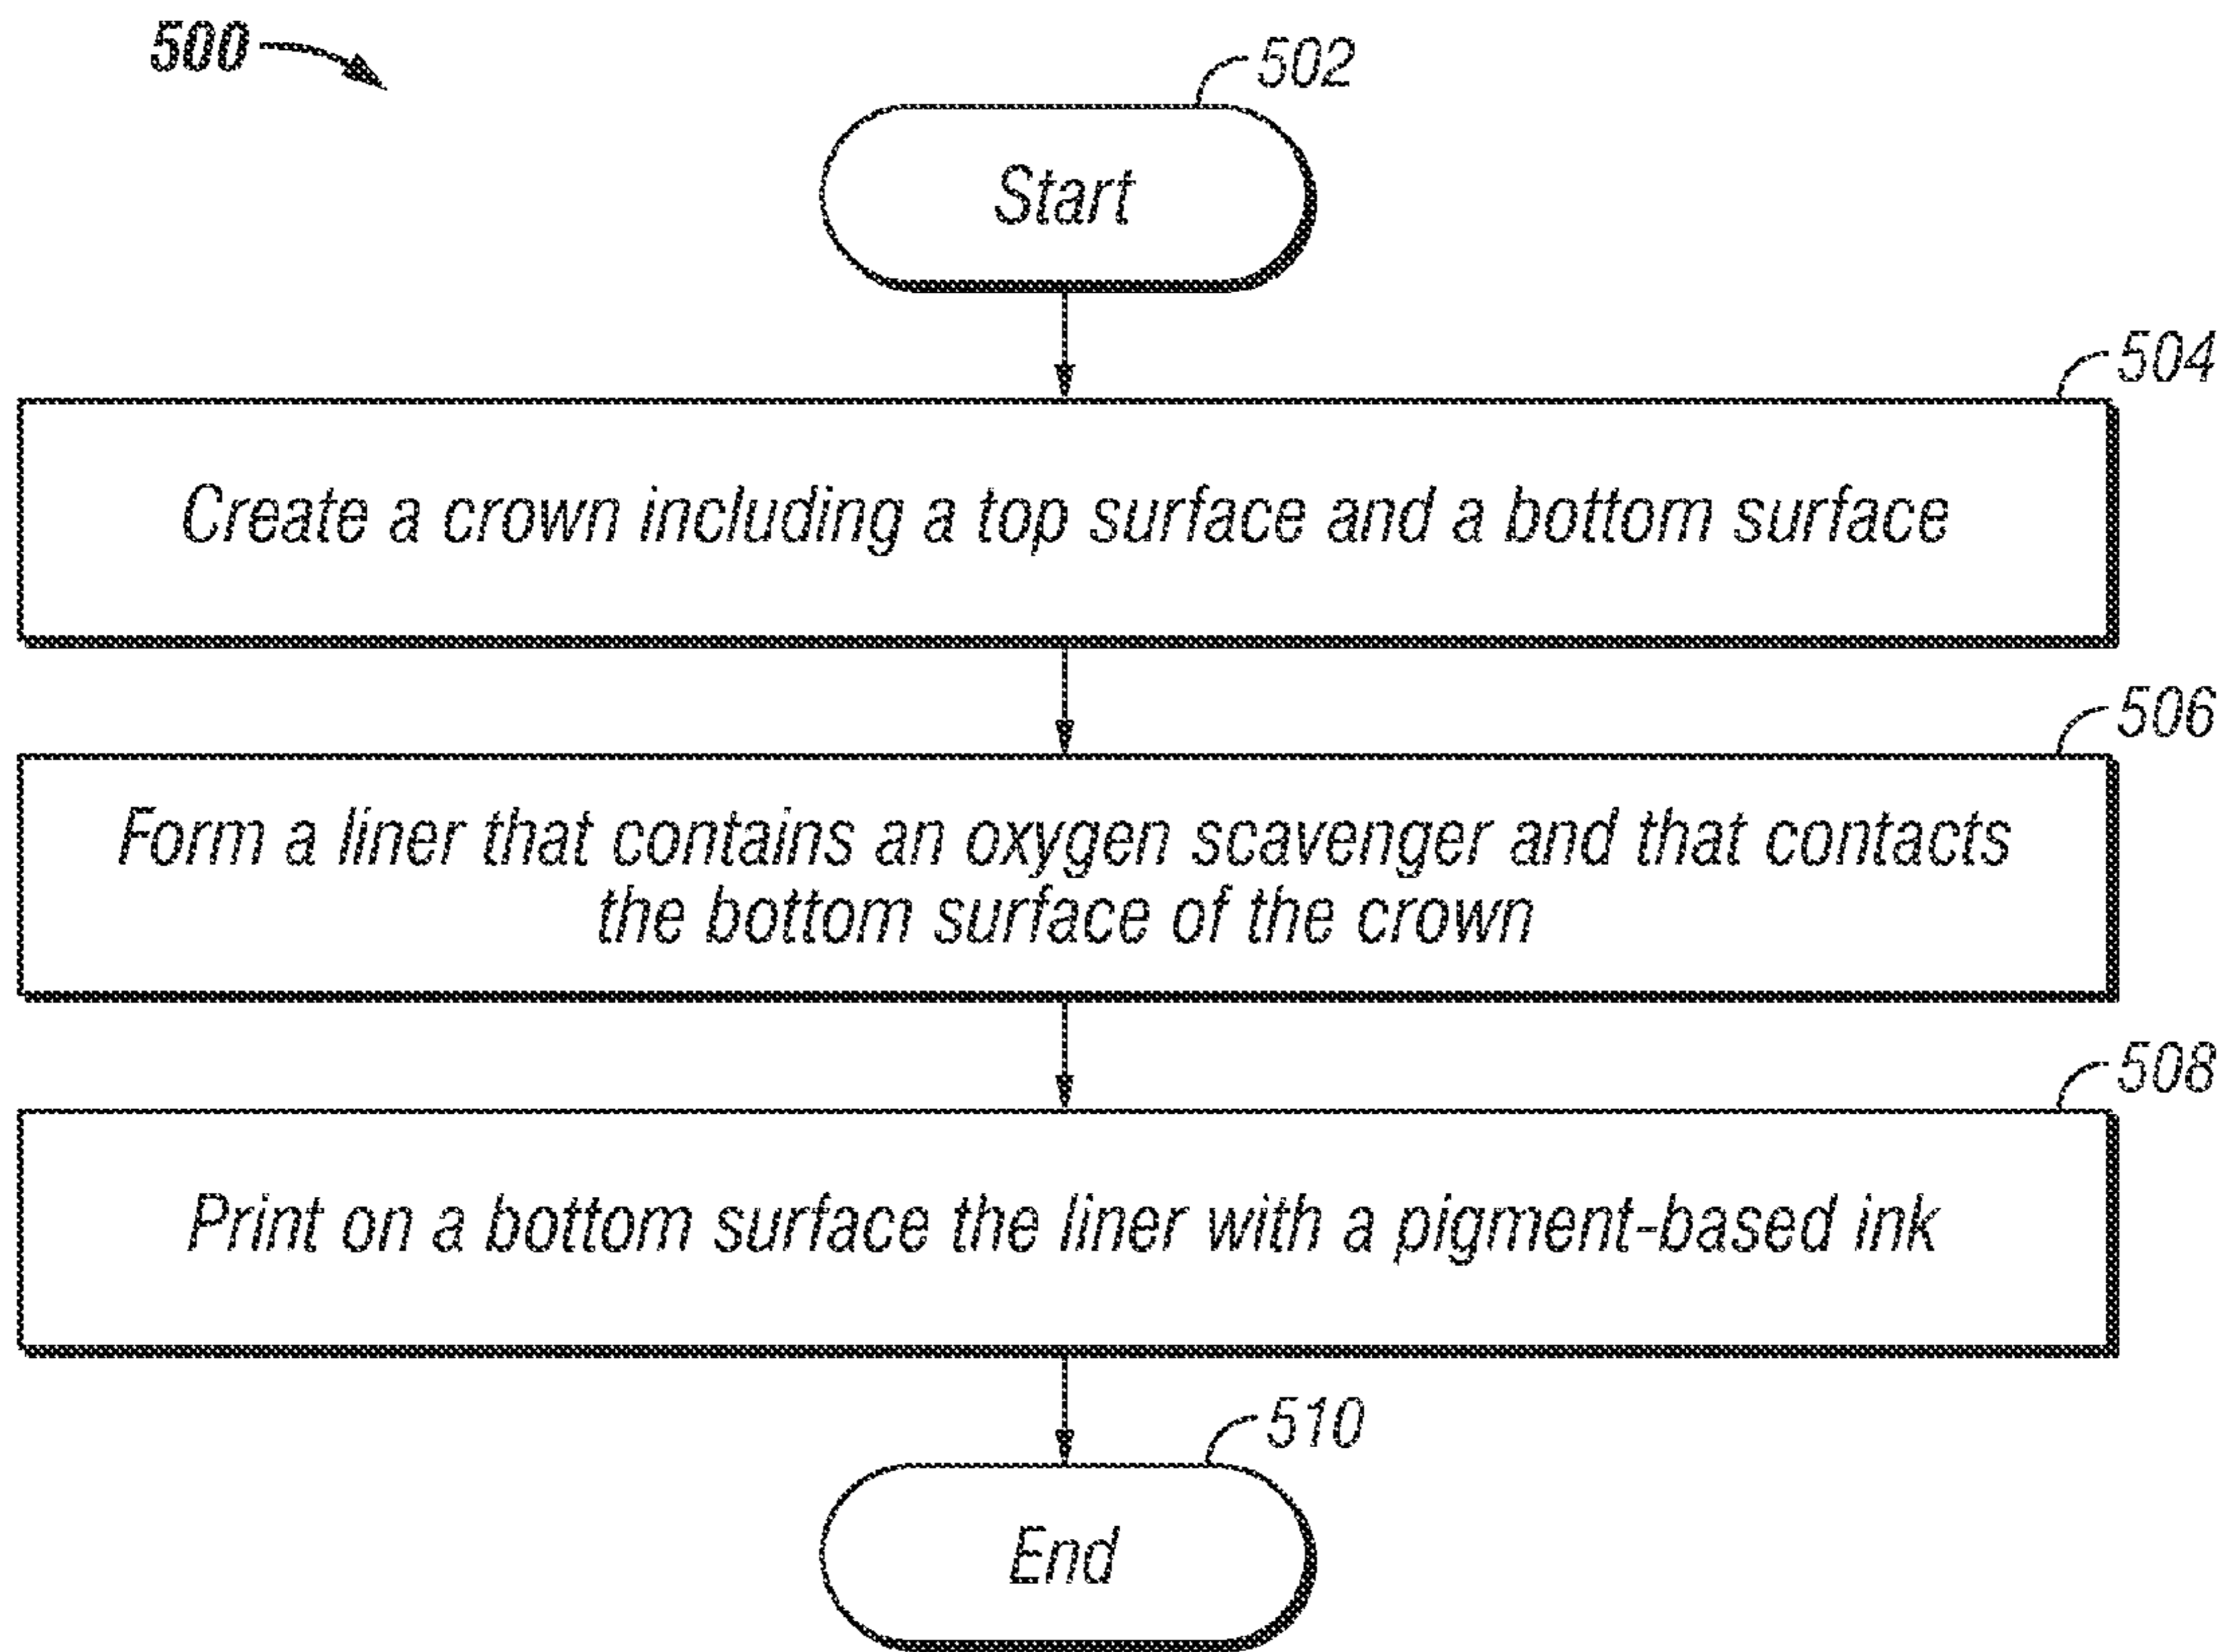 500
502
Start
504
Create a crown including a top surface and a bottom surface
506
Form a liner that contains an oxygen scavenger and that contacts
the bottom surface of the crown
508
Print on a bottom surface the liner with a pigment-based ink
510
End